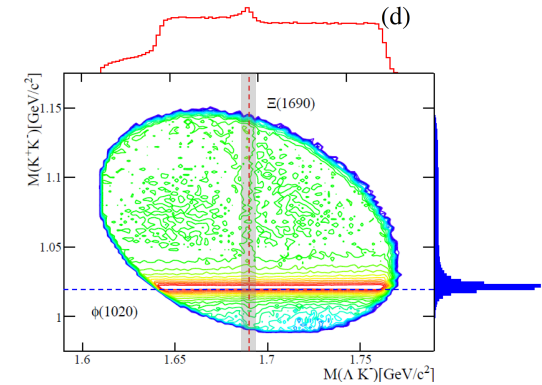 (d)
M(K⁺K⁻)[GeV/c²]
1.15
1.1
1.05
1
Ξ(1690)
ϕ(1020)
1.6 1.65 1.7 1.75
M(Λ K⁻)[GeV/c²]